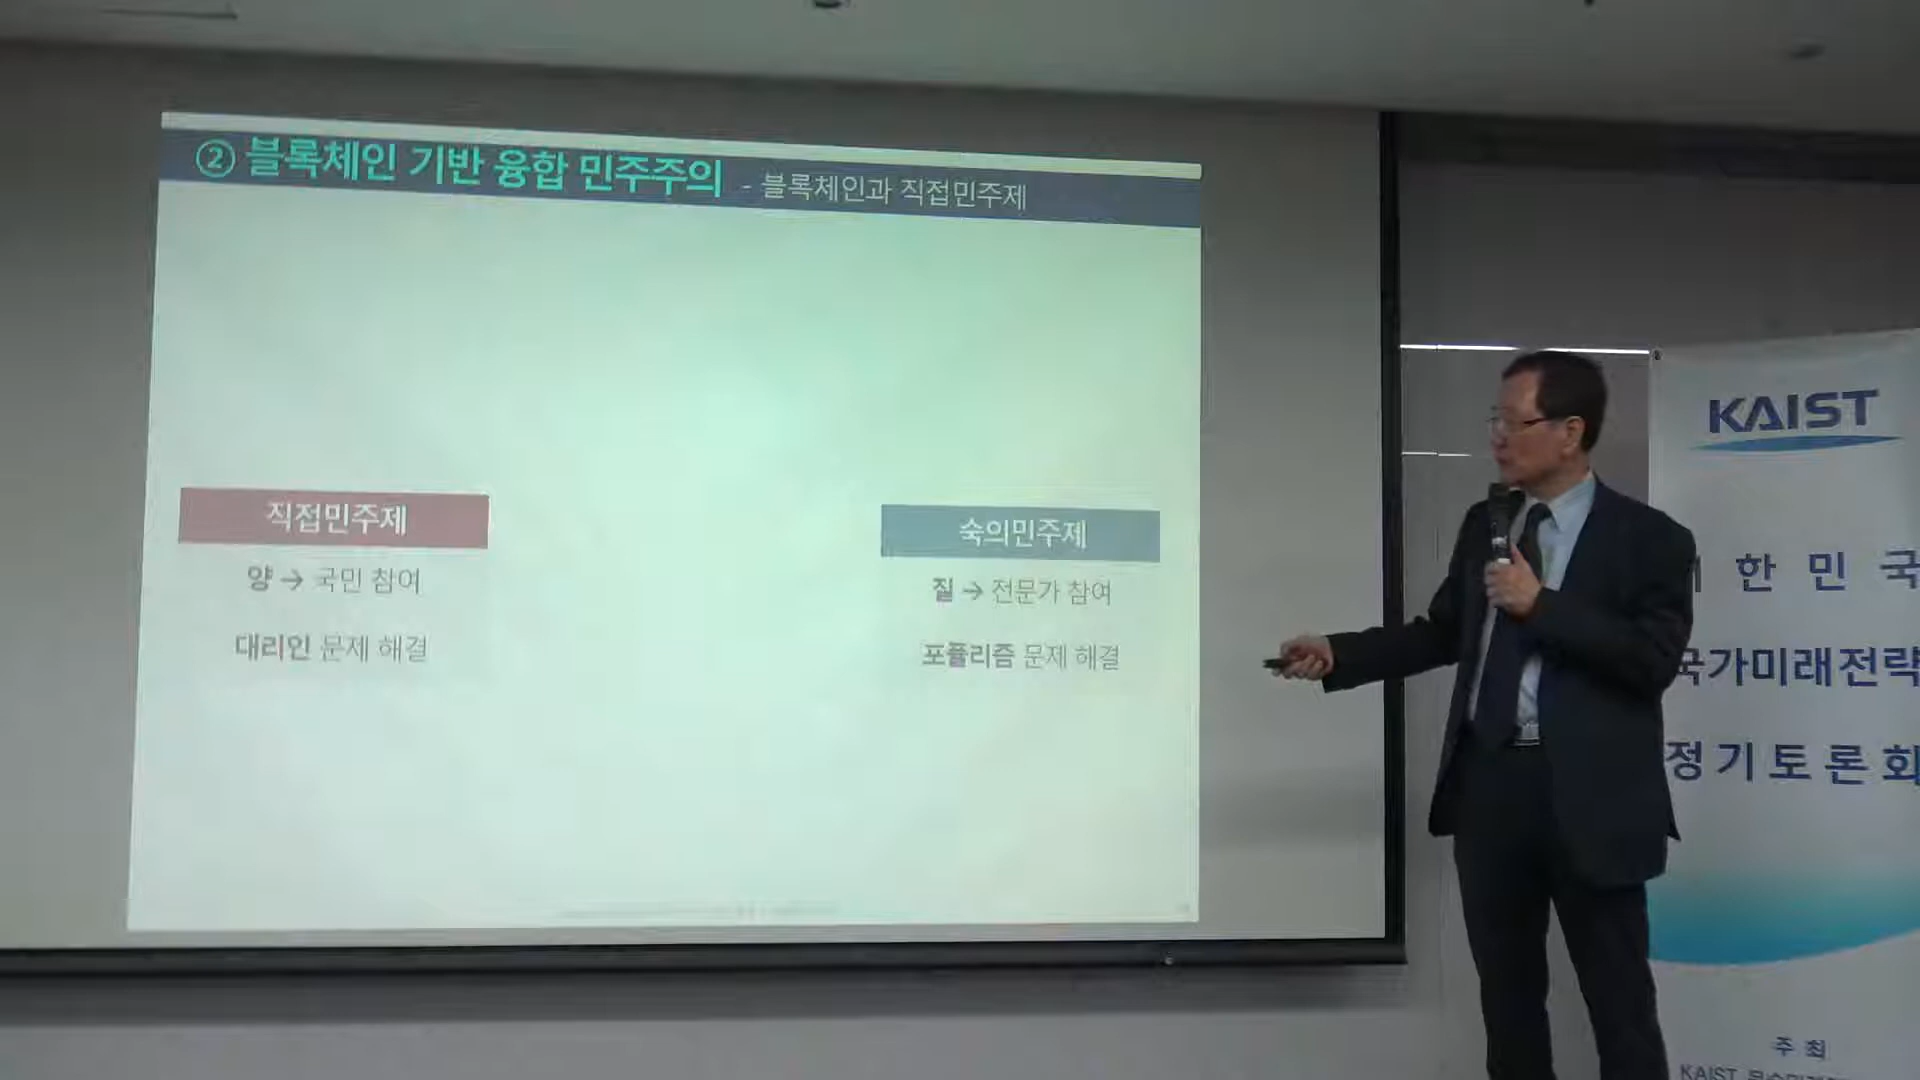 ② 블록체인 기반 융합 민주주의 - 블록체인과 직접민주제
직접민주제
양 → 국민 참여
대리인 문제 해결
숙의민주제
질 → 전문가 참여
포퓰리즘 문제 해결
KAIST
한민국
국가미래전략
정기토론회
주최
KAIST